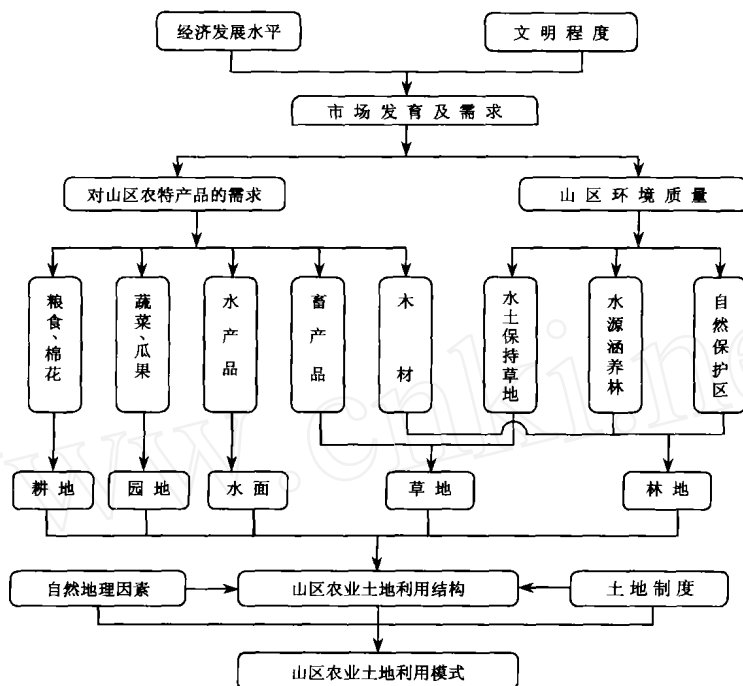 经济发展水平
文明程度
市场发育及需求
对山区农特产品的需求
山区环境质量
粮食、棉花
蔬菜、瓜果
水产品
畜产品
木材
水土保持草地
水源涵养林
自然保护区
www.cnki.ne
耕地
园地
水面
草地
林地
自然地理因素
山区农业土地利用结构
土地制度
山区农业土地利用模式